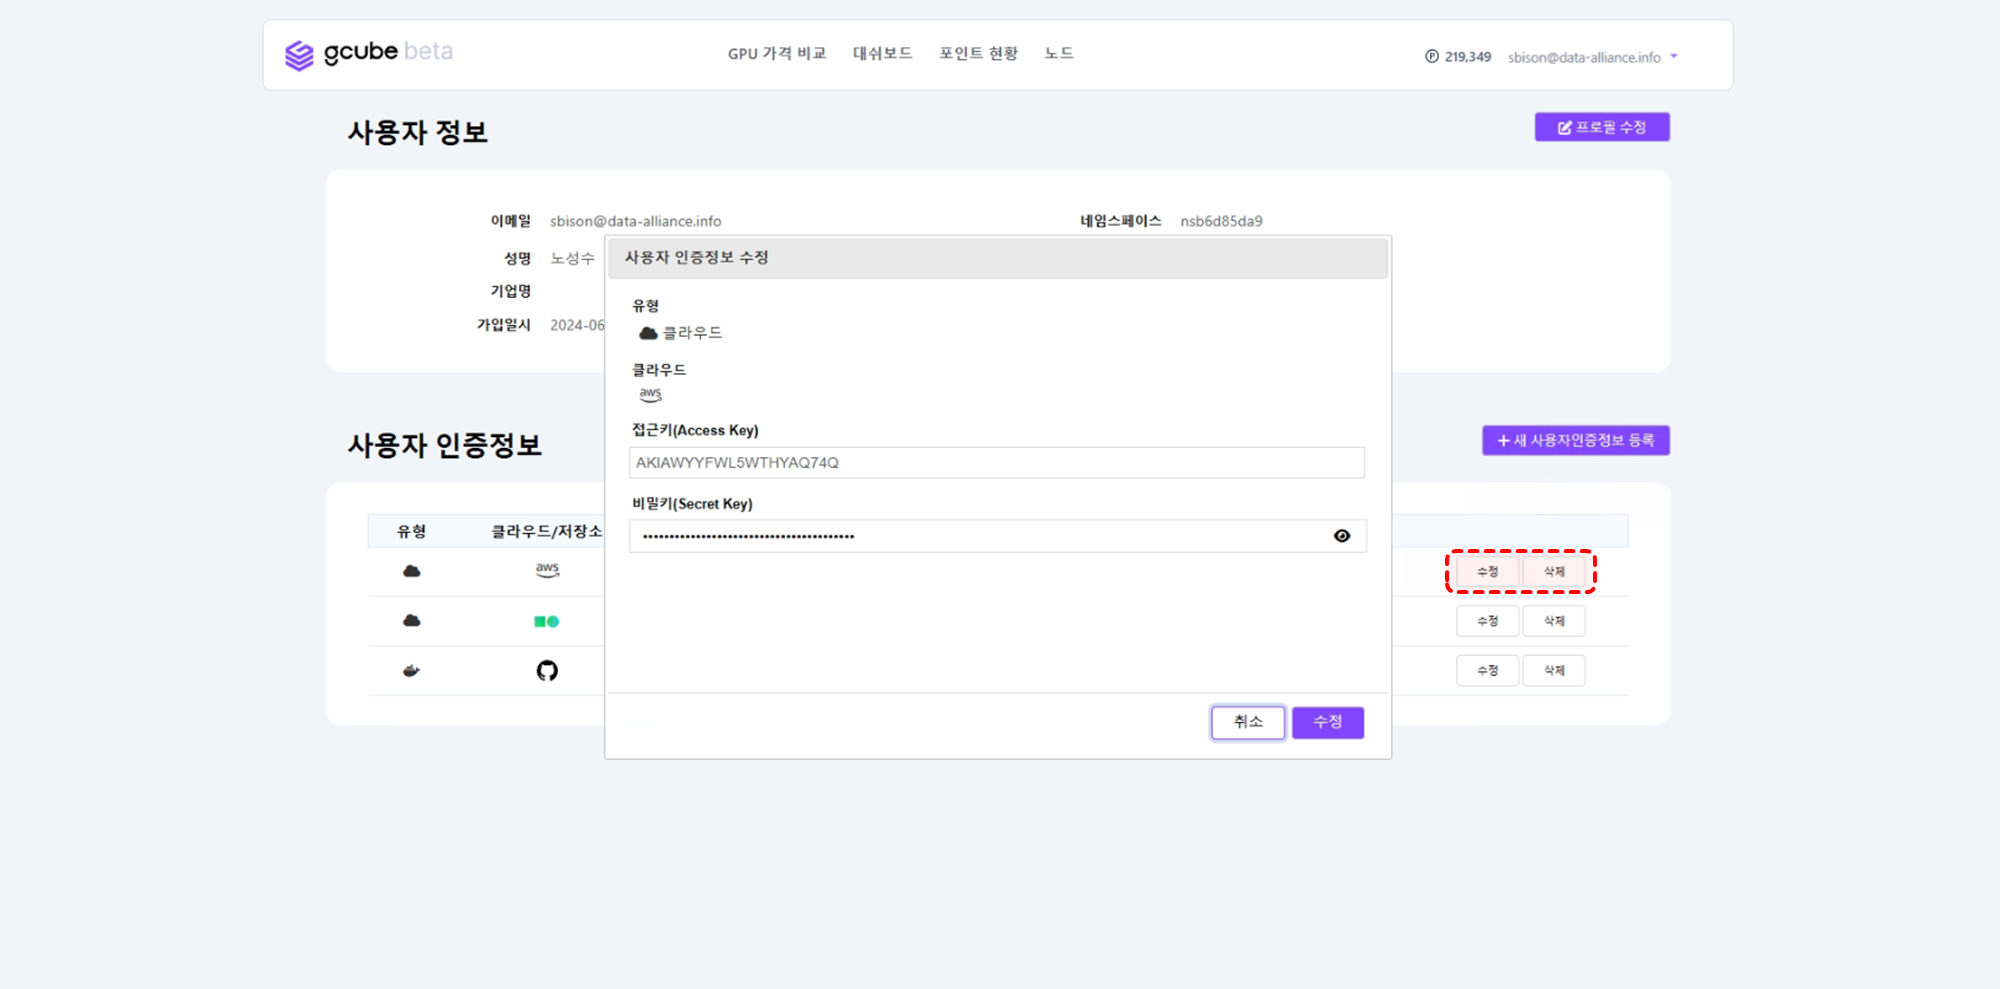 gcube beta
GPU 가격 비교
대쉬보드
포인트 현황
노드
219,349
sbison@data-alliance.info
사용자 정보
프로필 수정
이메일 sbison@data-alliance.info
네임스페이스 nsb6d85da9
성명 노성수
기업명
가입일시 2024-06
사용자 인증정보 수정
유형
클라우드
클라우드
aws
접근키(Access Key)
AKIAWYYFWL5WTHYAQ74Q
비밀키(Secret Key)
••••••••••••••••••••••••••••••••••••••••
취소 수정
사용자 인증정보
+ 새 사용자인증정보 등록
유형 클라우드/저장소
aws 수정 삭제
수정 삭제
수정 삭제